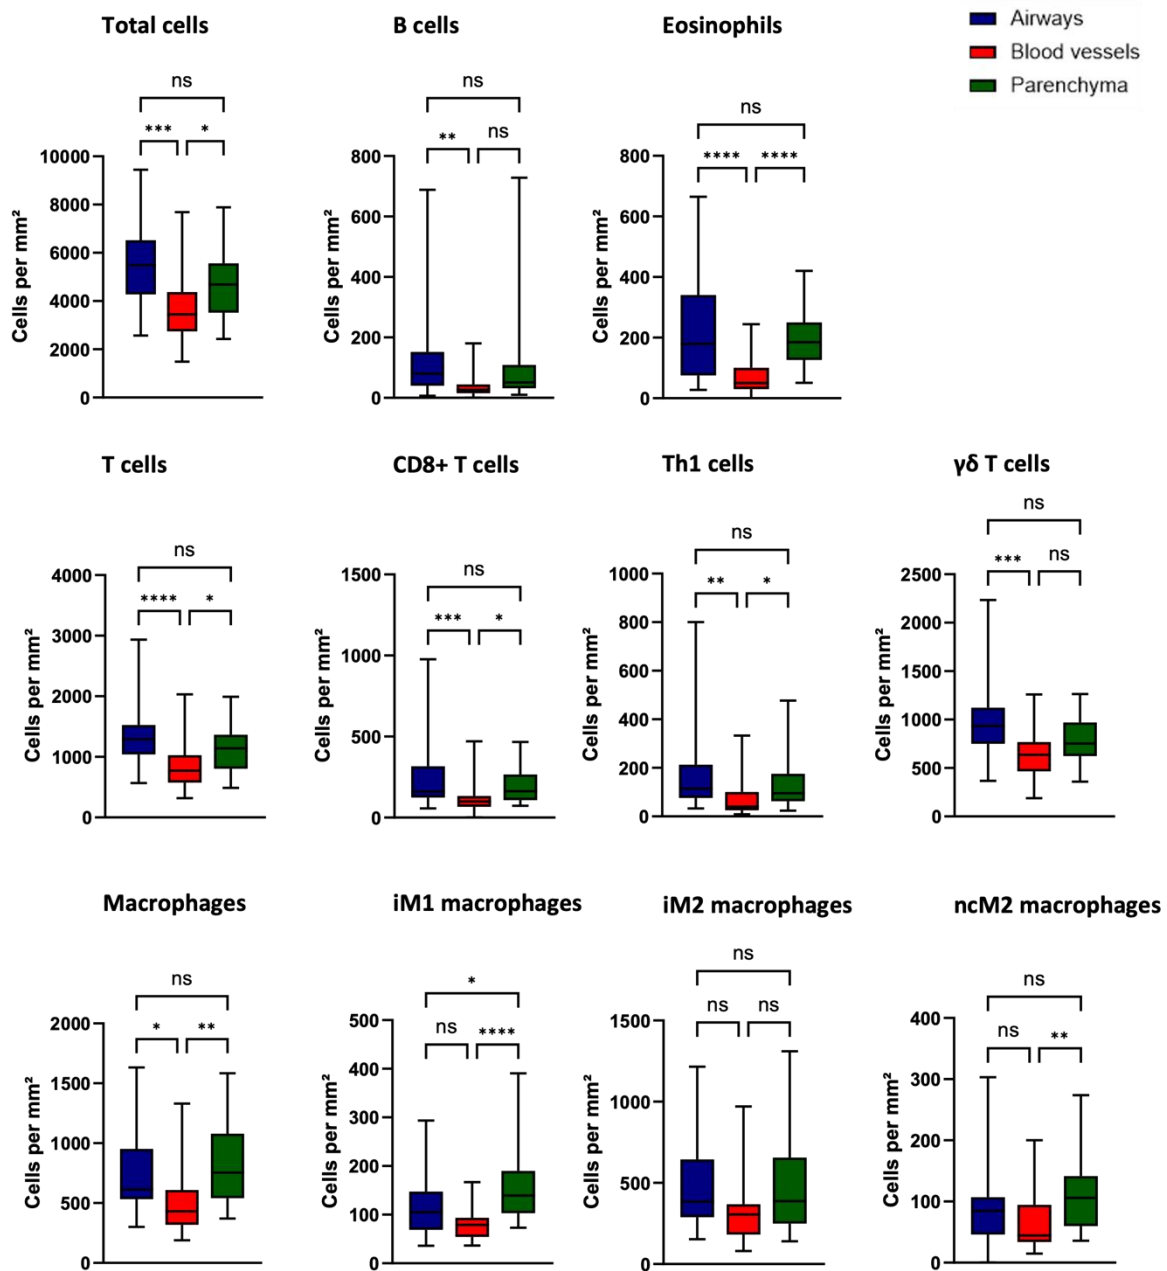 Total cells
B cells
Eosinophils
Airways
Blood vessels
Parenchyma
ns
*** *
10000
8000
6000
4000
2000
0
Cells per mm²
ns
** ns
800
600
400
200
0
Cells per mm²
ns
**** ****
800
600
400
200
0
Cells per mm²
T cells
CD8+ T cells
Th1 cells
γδ T cells
ns
**** *
4000
3000
2000
1000
0
Cells per mm²
ns
*** *
1500
1000
500
0
Cells per mm²
ns
** *
1000
800
600
400
200
0
Cells per mm²
ns
*** ns
2500
2000
1500
1000
500
0
Cells per mm²
Macrophages
iM1 macrophages
iM2 macrophages
ncM2 macrophages
ns
* **
2000
1500
1000
500
0
Cells per mm²
*
ns ****
500
400
300
200
100
0
Cells per mm²
ns
ns ns
1500
1000
500
0
Cells per mm²
ns
ns **
400
300
200
100
0
Cells per mm²